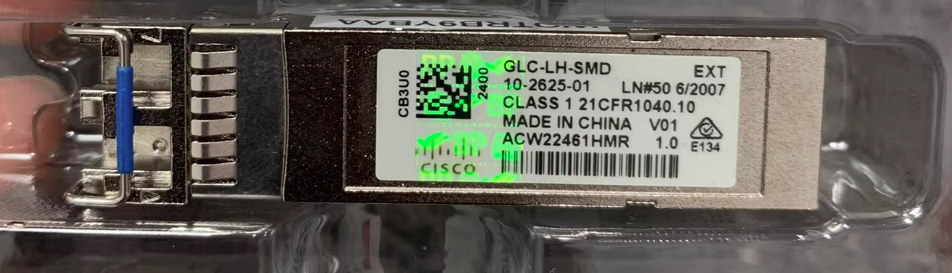 GLC-LH-SMD EXT
10-2625-01 LN#50 6/2007
CLASS 1 21CFR1040.10
MADE IN CHINA V01
ACW22461HMR 1.0 E134
CB3U0
2400
CISCO